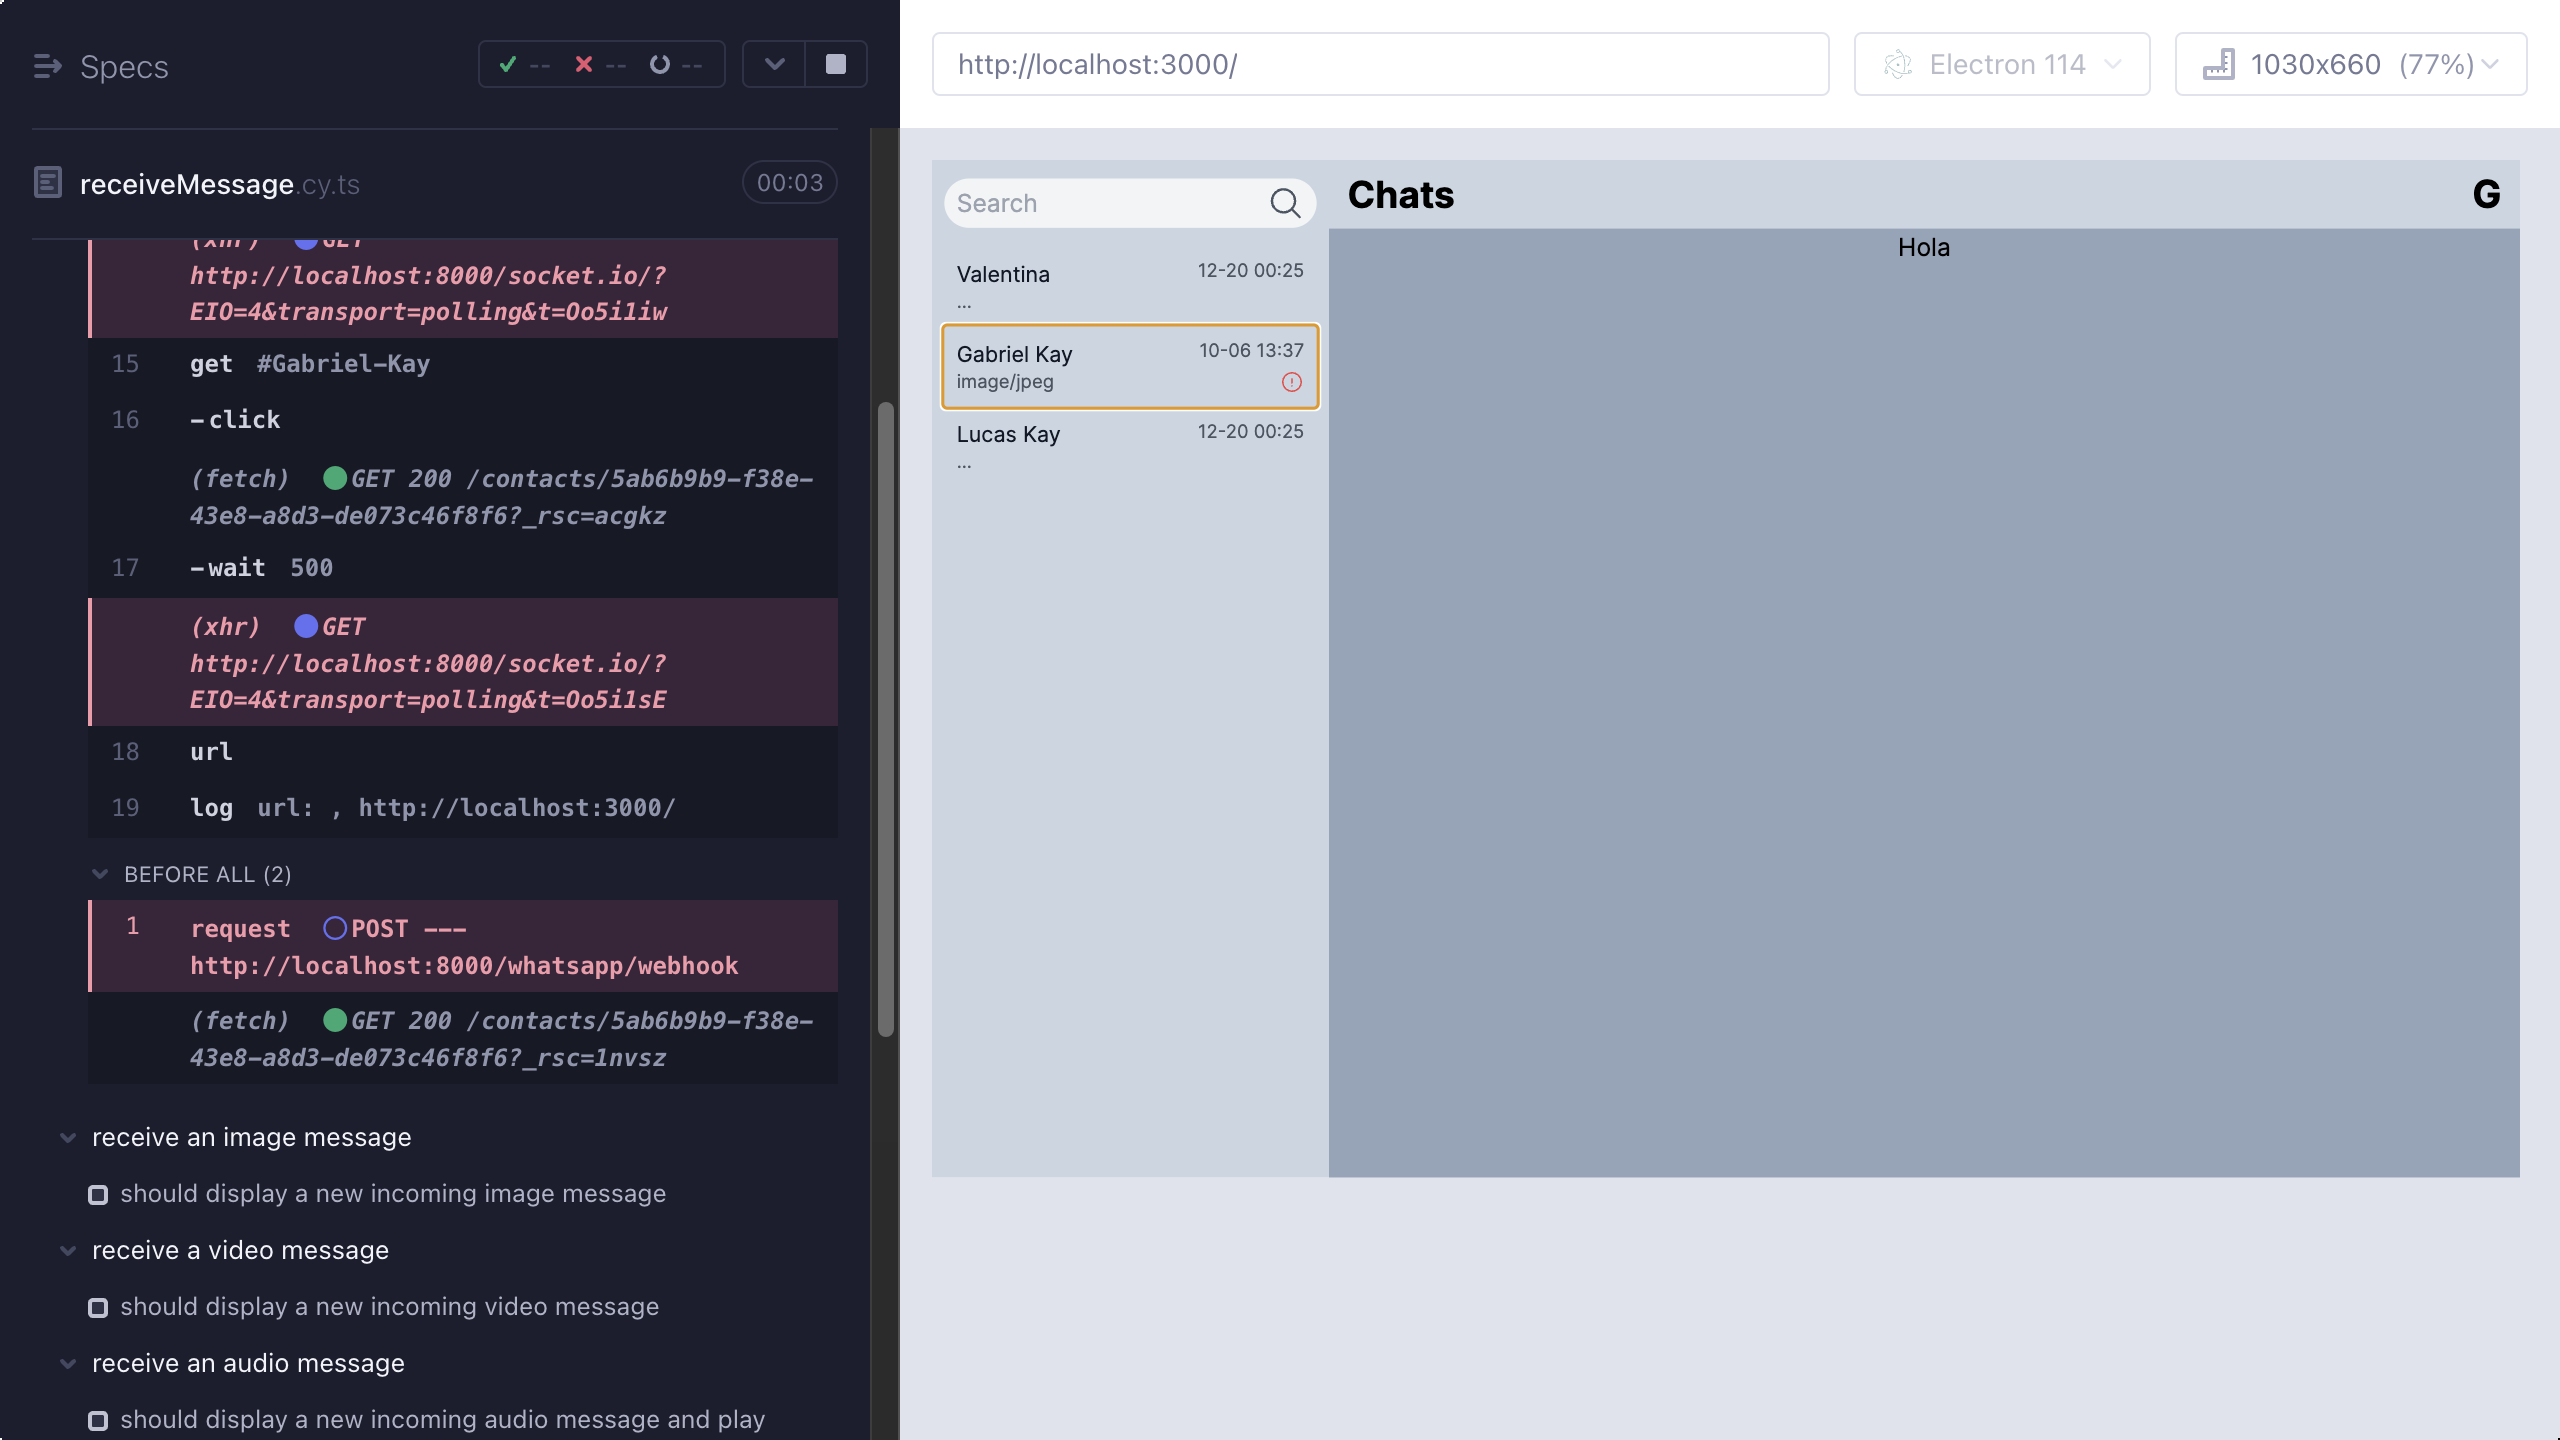 Specs
-- -- --
receiveMessage.cy.ts 00:03
(xhr) GET
http://localhost:8000/socket.io/?
EIO=4&transport=polling&t=Oo5i1iw
15 get #Gabriel-Kay
16 -click
(fetch) GET 200 /contacts/5ab6b9b9-f38e-
43e8-a8d3-de073c46f8f6?_rsc=acgkz
17 -wait 500
(xhr) GET
http://localhost:8000/socket.io/?
EIO=4&transport=polling&t=Oo5i1sE
18 url
19 log url: , http://localhost:3000/
BEFORE ALL (2)
1 request POST ---
http://localhost:8000/whatsapp/webhook
(fetch) GET 200 /contacts/5ab6b9b9-f38e-
43e8-a8d3-de073c46f8f6?_rsc=1nvsz
receive an image message
should display a new incoming image message
receive a video message
should display a new incoming video message
receive an audio message
should display a new incoming audio message and play
http://localhost:3000/
Electron 114
1030x660 (77%)
Search
Valentina 12-20 00:25
...
Gabriel Kay 10-06 13:37
image/jpeg
Lucas Kay 12-20 00:25
...
Chats
G
Hola